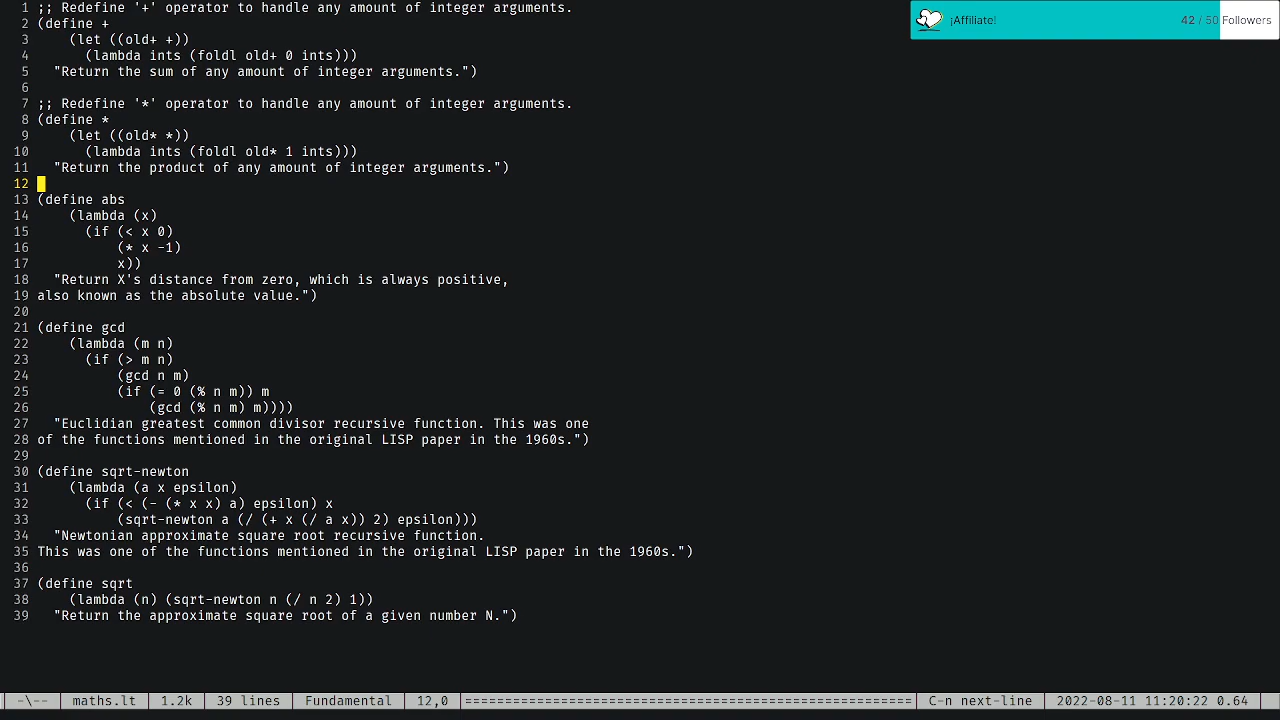 1 ;; Redefine '+' operator to handle any amount of integer arguments.
2 (define +
3     (let ((old+ +))
4       (lambda ints (foldl old+ 0 ints)))
5   "Return the sum of any amount of integer arguments.")
6
7 ;; Redefine '*' operator to handle any amount of integer arguments.
8 (define *
9     (let ((old* *))
10       (lambda ints (foldl old* 1 ints)))
11   "Return the product of any amount of integer arguments.")
12
13 (define abs
14     (lambda (x)
15       (if (< x 0)
16           (* x -1)
17           x))
18   "Return X's distance from zero, which is always positive,
19 also known as the absolute value.")
20
21 (define gcd
22     (lambda (m n)
23       (if (> m n)
24           (gcd n m)
25           (if (= 0 (% n m)) m
26               (gcd (% n m) m))))
27   "Euclidian greatest common divisor recursive function. This was one
28 of the functions mentioned in the original LISP paper in the 1960s.")
29
30 (define sqrt-newton
31     (lambda (a x epsilon)
32       (if (< (- (* x x) a) epsilon) x
33           (sqrt-newton a (/ (+ x (/ a x)) 2) epsilon)))
34   "Newtonian approximate square root recursive function.
35 This was one of the functions mentioned in the original LISP paper in the 1960s.")
36
37 (define sqrt
38     (lambda (n) (sqrt-newton n (/ n 2) 1))
39   "Return the approximate square root of a given number N.")
¡Affiliate! 42 / 50 Followers
-\-- maths.lt 1.2k 39 lines Fundamental 12,0 ======================================================== C-n next-line 2022-08-11 11:20:22 0.64